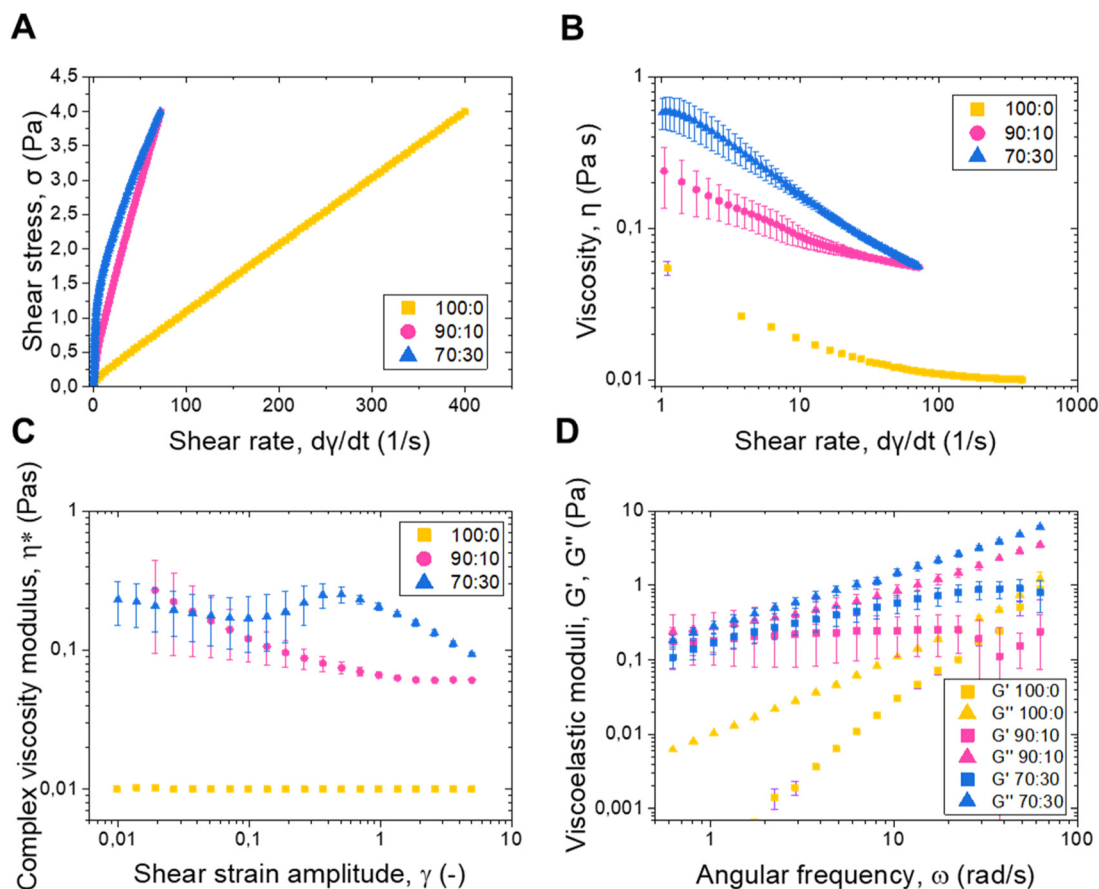 A
Shear stress, σ (Pa)
4,5
4,0
3,5
3,0
2,5
2,0
1,5
1,0
0,5
0,0
100:0
90:10
70:30
0 100 200 300 400
Shear rate, dγ/dt (1/s)
B
Viscosity, η (Pa s)
1
0.1
0.01
100:0
90:10
70:30
1 10 100 1000
Shear rate, dγ/dt (1/s)
C
Complex viscosity modulus, η* (Pas)
1
0,1
0,01
100:0
90:10
70:30
0,01 0,1 1 10
Shear strain amplitude, γ (-)
D
Viscoelastic moduli, G', G'' (Pa)
10
1
0,1
0,01
0,001
G' 100:0
G'' 100:0
G' 90:10
G'' 90:10
G' 70:30
G'' 70:30
1 10 100
Angular frequency, ω (rad/s)